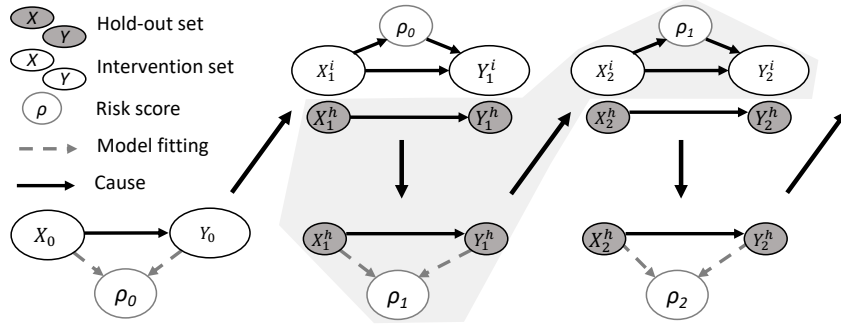 X
Y
Hold-out set
X
Y
Intervention set
ρ
Risk score
Model fitting
Cause
X₀
Y₀
ρ₀
ρ₀
X₁ⁱ
Y₁ⁱ
X₁ʰ
Y₁ʰ
X₁ʰ
Y₁ʰ
ρ₁
ρ₁
X₂ⁱ
Y₂ⁱ
X₂ʰ
Y₂ʰ
X₂ʰ
Y₂ʰ
ρ₂